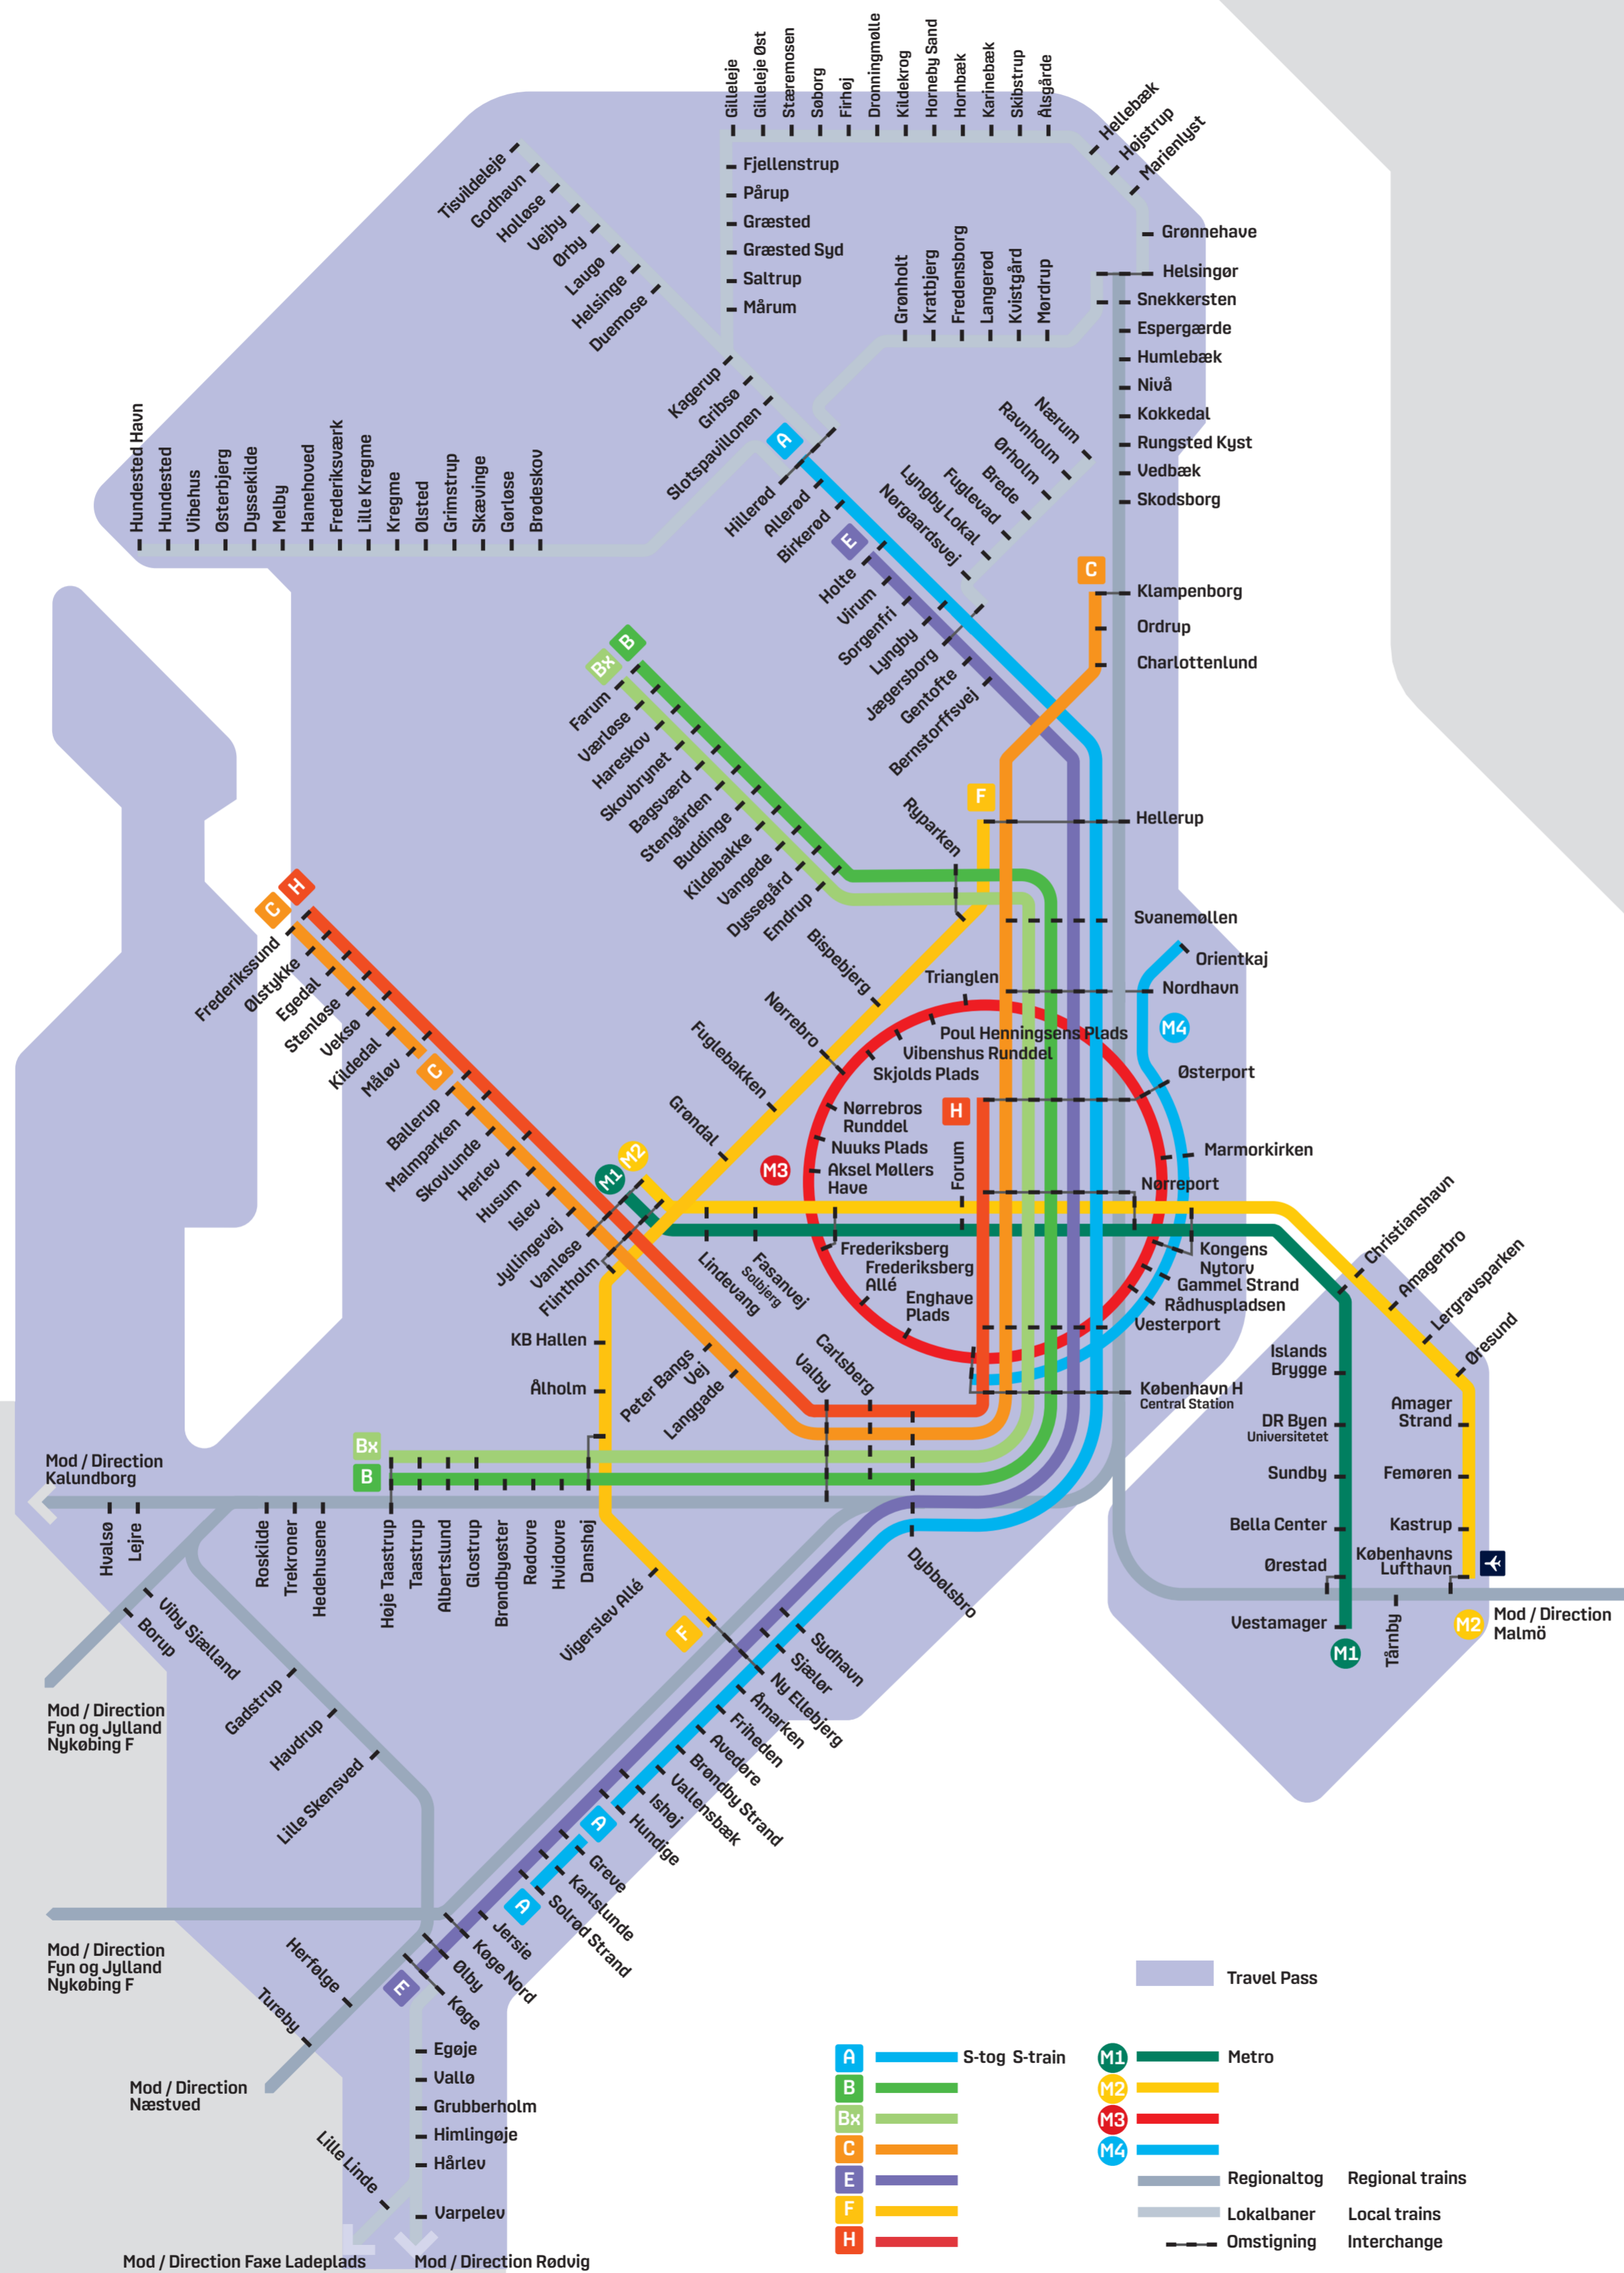 Gilleleje
Gilleleje Øst
Stæremosen
Søborg
Firhøj
Dronningmølle
Kildekrog
Horneby Sand
Hornbæk
Karinebæk
Skibstrup
Ålsgårde
Hellebæk
Højstrup
Marienlyst
Grønnehave
Fjellenstrup
Pårup
Græsted
Græsted Syd
Saltrup
Mårum
Tisvildeleje
Godhavn
Holløse
Vejby
Ørby
Laugø
Helsinge
Duemose
Kagerup
Gribsø
Slotspavillonen
Grønholt
Kratbjerg
Fredensborg
Langerød
Kvistgård
Mørdrup
Helsingør
Snekkersten
Espergærde
Humlebæk
Nivå
Kokkedal
Rungsted Kyst
Vedbæk
Skodsborg
Hundested Havn
Hundested
Vibehus
Østerbjerg
Dyssekilde
Melby
Hanehoved
Frederiksværk
Lille Kregme
Kregme
Ølsted
Grimstrup
Skævinge
Gørløse
Brødeskov
A
Hillerød
Allerød
Birkerød
E
Holte
Virum
Sorgenfri
Lyngby
Jægersborg
Gentofte
Bernstorffsvej
Nærum
Ravnholm
Ørholm
Brede
Fuglevad
Lyngby Lokal
Nørgaardsvej
C
Klampenborg
Ordrup
Charlottenlund
B
Bx
Farum
Værløse
Hareskov
Skovbrynet
Bagsværd
Stengården
Buddinge
Kildebakke
Vangede
Dyssegård
Emdrup
F
Hellerup
Ryparken
Svanemøllen
Bispebjerg
Nørrebro
Fuglebakken
Grøndal
H
C
Frederikssund
Ølstykke
Egedal
Stenløse
Veksø
Kildedal
Måløv
C
Ballerup
Malmparken
Skovlunde
Herlev
Husum
Islev
Jyllingevej
Vanløse
Flintholm
M1
M2
M3
Trianglen
Poul Henningsens Plads
Vibenshus Runddel
Skjolds Plads
Nørrebros
Runddel
Nuuks Plads
Aksel Møllers
Have
H
Forum
Orientkaj
Nordhavn
M4
Østerport
Marmorkirken
Nørreport
Kongens
Nytorv
Gammel Strand
Rådhuspladsen
Vesterport
København H
Central Station
Frederiksberg
Frederiksberg
Allé
Enghave
Plads
Lindevang
Fasanvej
Solbjerg
KB Hallen
Ålholm
Peter Bangs
Vej
Langgade
Valby
Carlsberg
Christianshavn
Amagerbro
Lergravsparken
Øresund
Islands
Brygge
DR Byen
Universitetet
Sundby
Bella Center
Ørestad
Vestamager
M1
Amager
Strand
Femøren
Kastrup
Københavns
Lufthavn
M2
Tårnby
Mod / Direction
Malmö
Mod / Direction
Kalundborg
Bx
B
Hvalsø
Lejre
Roskilde
Trekroner
Hedehusene
Høje Taastrup
Taastrup
Albertslund
Glostrup
Brøndbyøster
Rødovre
Hvidovre
Danshøj
Vigerslev Allé
F
Dybbølsbro
Sydhavn
Sjælør
Ny Ellebjerg
Åmarken
Friheden
Avedøre
Brøndby Strand
Vallensbæk
Ishøj
Hundige
A
Greve
Karlslunde
Solrød Strand
A
Jersie
Køge Nord
Ølby
Køge
E
Viby Sjælland
Borup
Mod / Direction
Fyn og Jylland
Nykøbing F
Gadstrup
Havdrup
Lille Skensved
Mod / Direction
Fyn og Jylland
Nykøbing F
Herfølge
Tureby
Mod / Direction
Næstved
Egøje
Vallø
Grubberholm
Himlingøje
Hårlev
Lille Linde
Varpelev
Mod / Direction Faxe Ladeplads
Mod / Direction Rødvig
Travel Pass
A S-tog S-train
B
Bx
C
E
F
H
M1 Metro
M2
M3
M4
Regionaltog Regional trains
Lokalbaner Local trains
Omstigning Interchange